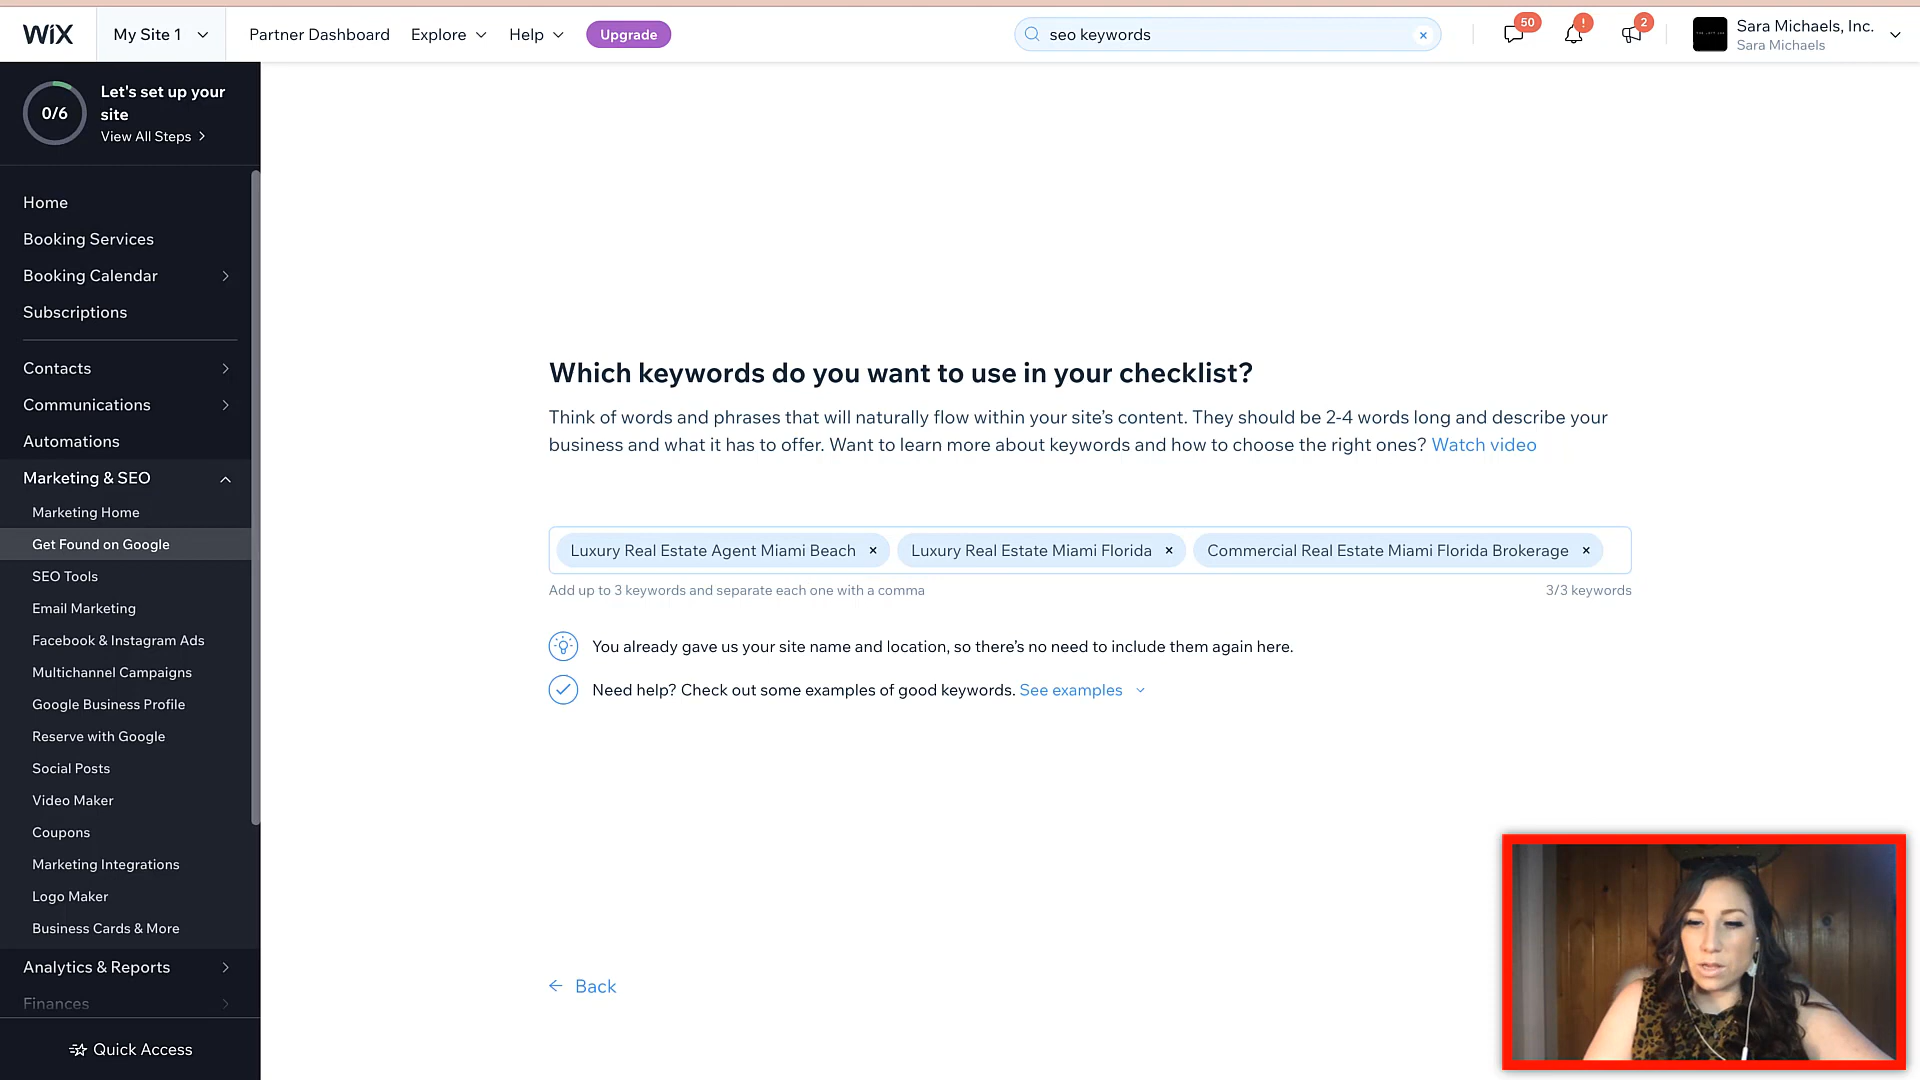 WiX
My Site 1
Partner Dashboard
Explore
Help
Upgrade
seo keywords
50
!
2
Sara Michaels, Inc.
Sara Michaels
0/6
Let's set up your
site
View All Steps
Home
Booking Services
Booking Calendar
Subscriptions
Contacts
Communications
Automations
Marketing & SEO
Marketing Home
Get Found on Google
SEO Tools
Email Marketing
Facebook & Instagram Ads
Multichannel Campaigns
Google Business Profile
Reserve with Google
Social Posts
Video Maker
Coupons
Marketing Integrations
Logo Maker
Business Cards & More
Analytics & Reports
Finances
Quick Access
Which keywords do you want to use in your checklist?
Think of words and phrases that will naturally flow within your site's content. They should be 2-4 words long and describe your
business and what it has to offer. Want to learn more about keywords and how to choose the right ones? Watch video
Luxury Real Estate Agent Miami Beach
Luxury Real Estate Miami Florida
Commercial Real Estate Miami Florida Brokerage
Add up to 3 keywords and separate each one with a comma
3/3 keywords
You already gave us your site name and location, so there's no need to include them again here.
Need help? Check out some examples of good keywords. See examples
Back